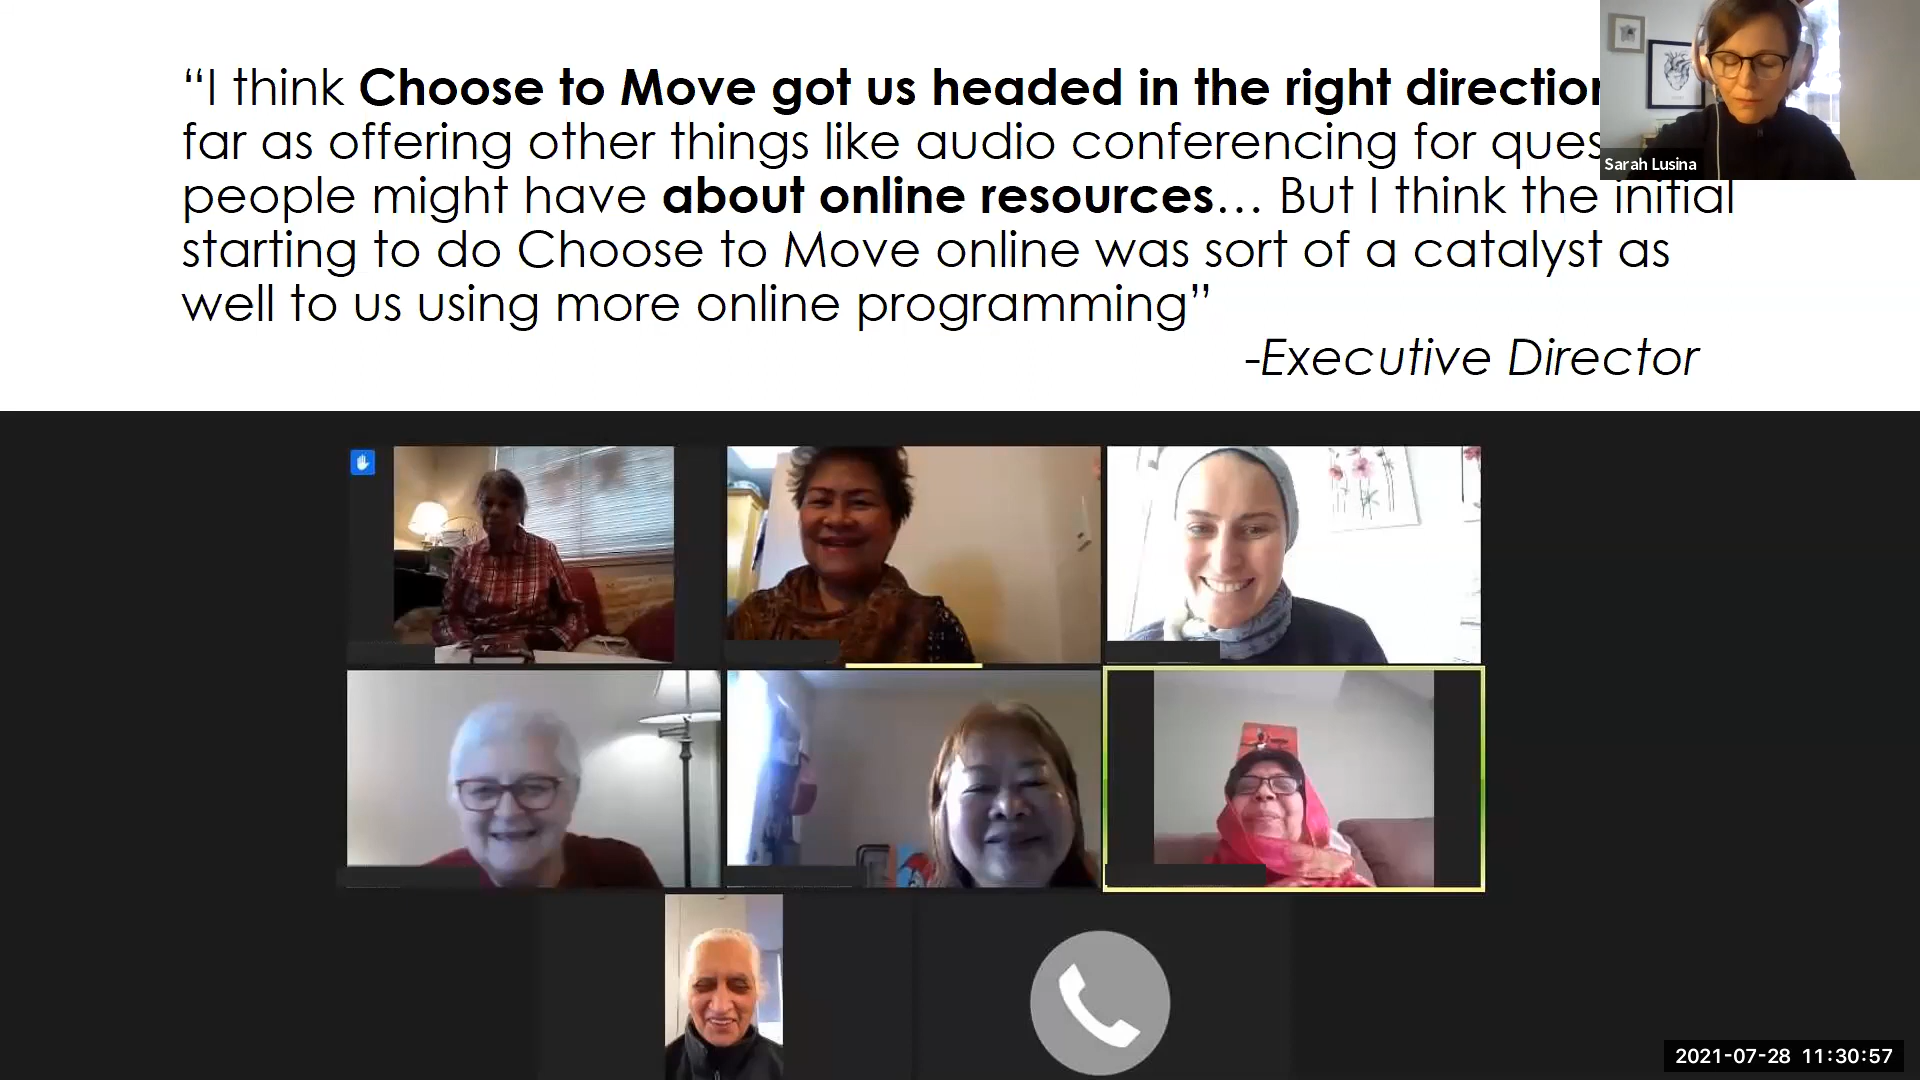 “I think Choose to Move got us headed in the right direction
far as offering other things like audio conferencing for ques
people might have about online resources… But I think the initial
starting to do Choose to Move online was sort of a catalyst as
well to us using more online programming”
-Executive Director
Sarah Lusina
2021-07-28 11:30:57